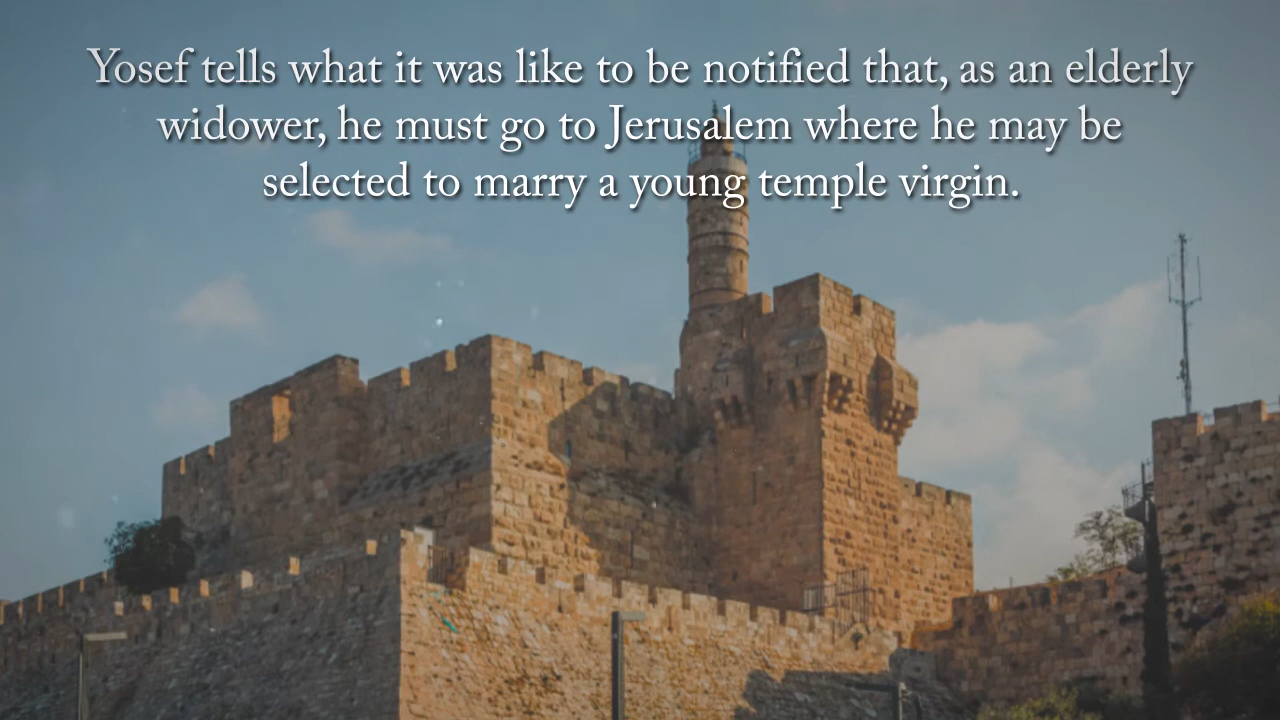 Yosef tells what it was like to be notified that, as an elderly
widower, he must go to Jerusalem where he may be
selected to marry a young temple virgin.